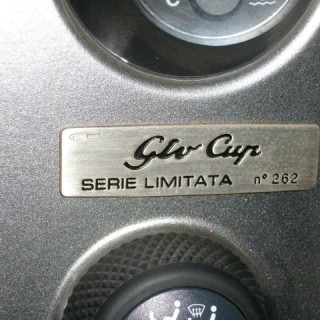 C
Gtv Cup
SERIE LIMITATA n° 262